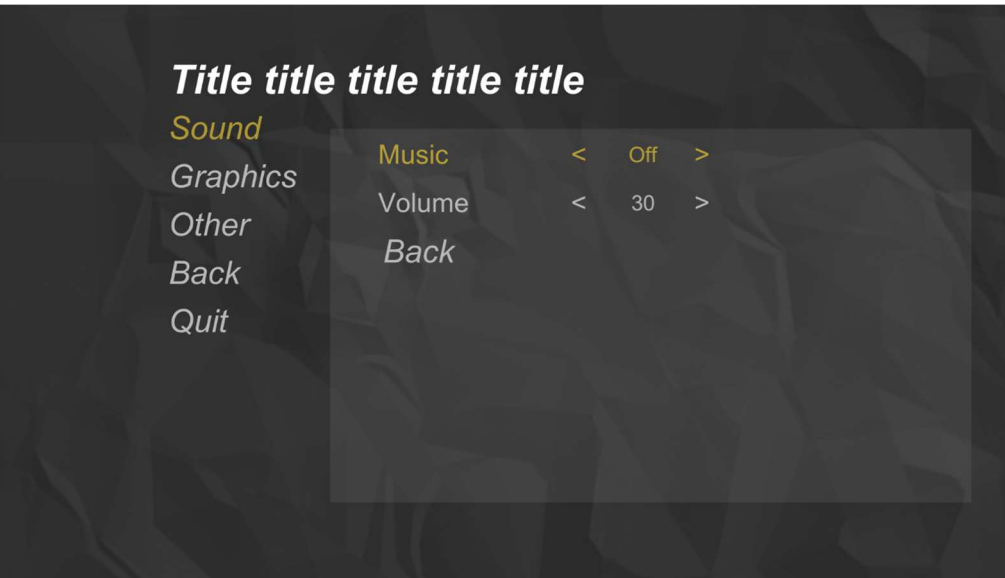 Title title title title title
Sound
Graphics
Other
Back
Quit
Music < Off >
Volume < 30 >
Back